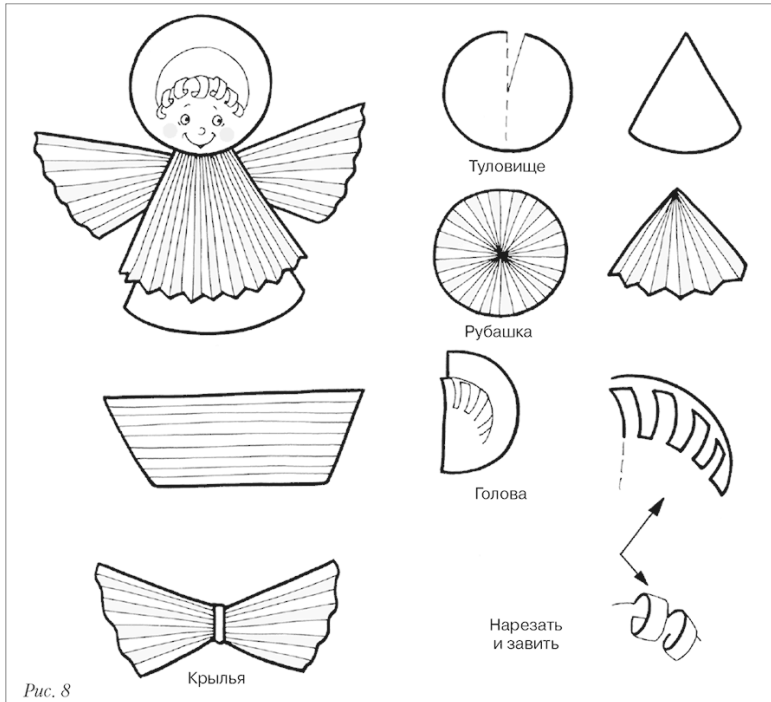 Туловище
Рубашка
Голова
Нарезать
и завить
Крылья
Рис. 8